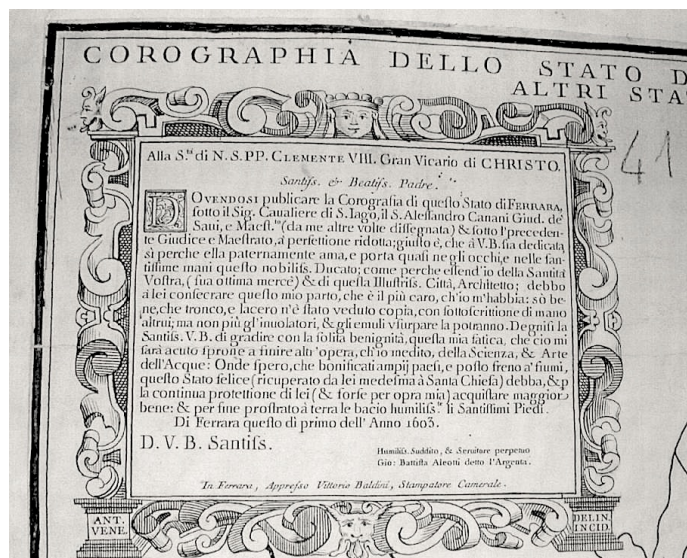 COROGRAPHIA DELLO STATO D
ALTRI STA
41
Alla S.tà di N. S. PP. CLEMENTE VIII. Gran Vicario di CHRISTO.
Santiſs. & Beatiſs. Padre.
DOVENDOSI publicare la Corografia di queſto Stato di FERRARA,
ſotto il Sig. Caualiere di S. Iago, il S. Aleſſandro Canani Giud. de'
Saui, e Maeſt.to (da me altre volte diſſegnata) & ſotto l'preceden-
te Giudice e Maeſtrato, à perfettione ridotta; giuſto è, che à V.B. ſia dedicata,
sì perche ella paternamente ama, e porta quaſi negli occhi, e nelle ſan-
tiſſime mani queſto nobiliſs. Ducato; come perche eſſend'io della Santità
Voſtra, (ſua ottima mercè) & di queſta Illuſtriſs. Città, Architetto; debbo
à lei conſecrare queſto mio parto, che è il più caro, ch'io m'habbia: sò be-
ne, che tronco, e lacero n'è ſtato veduto copia, con ſottoſcrittione di mano
altrui; ma non più gl'inuolatori, & gli emuli vſurpare la potranno. Degniſi la
Santiſs. V. B. di gradire con la ſolita benignità, queſta mia fatica, che ciò mi
ſarà acuto ſprone a finire altr'opera, ch'io medito, della Scienza, & Arte
dell'Acque: Onde ſpero, che bonificati ampij paeſi, e poſto freno a' fiumi,
queſto Stato felice (ricuperato da lei medeſma à Santa Chieſa) debba, & p
la continua protettione di lei (& forſe per opra mia) acquiſtare maggior
bene: & per fine proſtrato à terra le bacio humiliſs.te li Santiſſimi Piedi.
Di Ferrara queſto dì primo dell' Anno 1603.
D. V. B. Santiſs.
Humiliſs. Suddito, & Seruitore perpetuo
Gio: Battiſta Aleotti detto l'Argenta.
In Ferrara, Appreſſo Vittorio Baldini, Stampatore Camerale.
ANT. VENE.
DELIN. INCID.